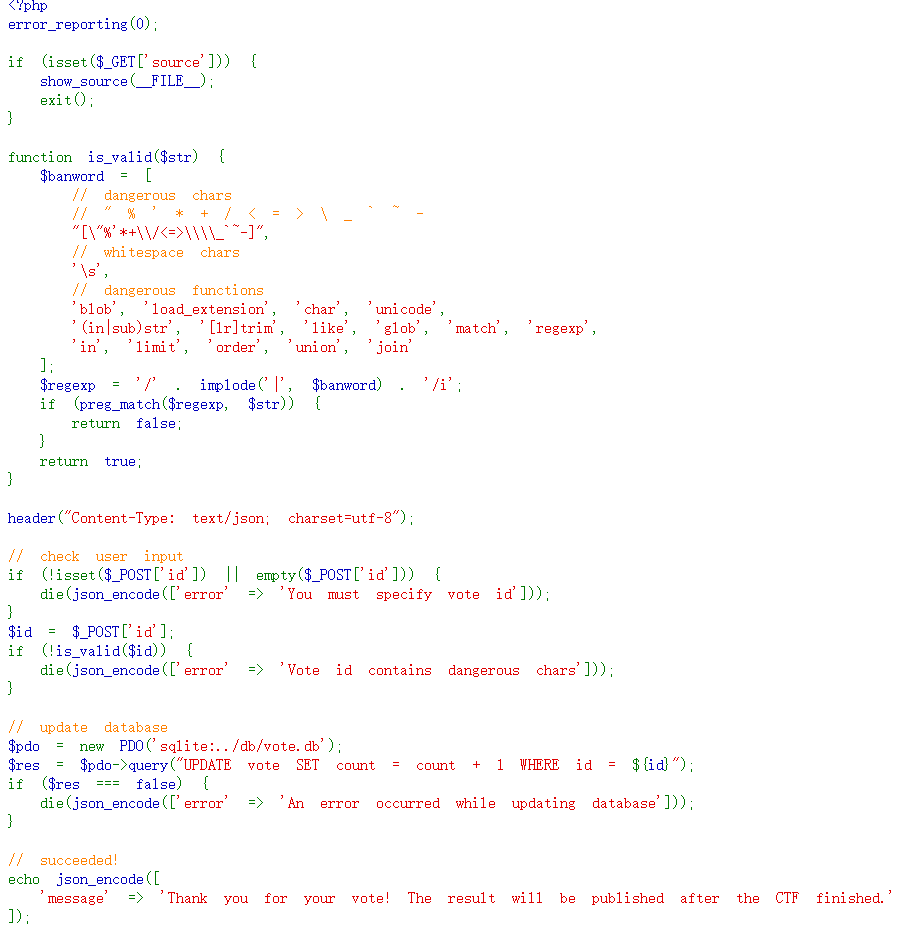 <?php
error_reporting(0);

if (isset($_GET['source'])) {
    show_source(__FILE__);
    exit();
}

function is_valid($str) {
    $banword = [
        // dangerous chars
        // " % ' * + / < = > \ _ ` ~ -
        "[\"%'*+\\/<=>\\\\_`~-]",
        // whitespace chars
        '\s',
        // dangerous functions
        'blob', 'load_extension', 'char', 'unicode',
        '(in|sub)str', '[lr]trim', 'like', 'glob', 'match', 'regexp',
        'in', 'limit', 'order', 'union', 'join'
    ];
    $regexp = '/' . implode('|', $banword) . '/i';
    if (preg_match($regexp, $str)) {
        return false;
    }
    return true;
}

header("Content-Type: text/json; charset=utf-8");

// check user input
if (!isset($_POST['id']) || empty($_POST['id'])) {
    die(json_encode(['error' => 'You must specify vote id']));
}
$id = $_POST['id'];
if (!is_valid($id)) {
    die(json_encode(['error' => 'Vote id contains dangerous chars']));
}

// update database
$pdo = new PDO('sqlite:../db/vote.db');
$res = $pdo->query("UPDATE vote SET count = count + 1 WHERE id = ${id}");
if ($res === false) {
    die(json_encode(['error' => 'An error occurred while updating database']));
}

// succeeded!
echo json_encode([
    'message' => 'Thank you for your vote! The result will be published after the CTF finished.'
]);